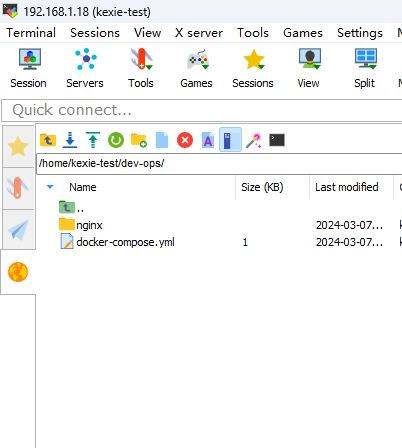 192.168.1.18 (kexie-test)
Terminal Sessions View X server Tools Games Settings M
Session Servers Tools Games Sessions View Split M
Quick connect...
/home/kexie-test/dev-ops/
Name Size (KB) Last modified C
..
nginx 2024-03-07... k
docker-compose.yml 1 2024-03-07... k